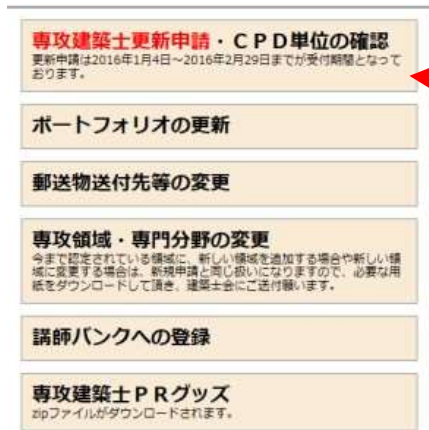 専攻建築士更新申請・ＣＰＤ単位の確認
更新申請は2016年1月4日～2016年2月29日までが受付期間となって
おります。
ポートフォリオの更新
郵送物送付先等の変更
専攻領域・専門分野の変更
今まで認定されている領域に、新しい領域を追加する場合や新しい領
域に変更する場合は、新規申請と同じ扱いになりますので、必要な用
紙をダウンロードして頂き、建築士会にご送付願います。
講師バンクへの登録
専攻建築士ＰＲグッズ
zipファイルがダウンロードされます。